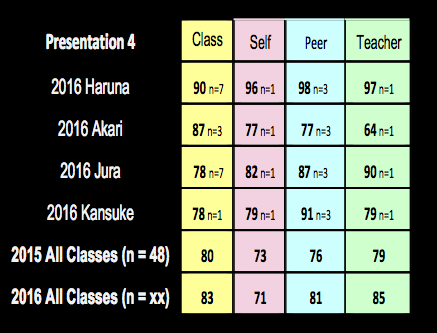 Presentation 4 Class Self Peer Teacher
2016 Haruna 90 n=7 96 n=1 98 n=3 97 n=1
2016 Akari 87 n=3 77 n=1 77 n=3 64 n=1
2016 Jura 78 n=7 82 n=1 87 n=3 90 n=1
2016 Kansuke 78 n=1 79 n=1 91 n=3 79 n=1
2015 All Classes (n = 48) 80 73 76 79
2016 All Classes (n = xx) 83 71 81 85